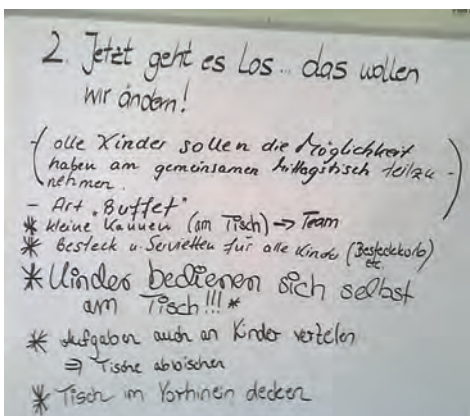 2. Jetzt geht es Los... das wollen
wir ändern!
- alle Kinder sollen die Möglichkeit
haben am gemeinsamen Mittagstisch teilzu-
nehmen.
- Art "Buffet"
* kleine Kannen (am Tisch) → Team
* Besteck u. Servietten für alle Kinder (Besteckkorb)
etc.
* Kinder bedienen sich selbst
am Tisch!!! *
* Aufgaben auch an Kinder verteilen
⇒ Tische abwischen
* Tisch im Vorhinein decken